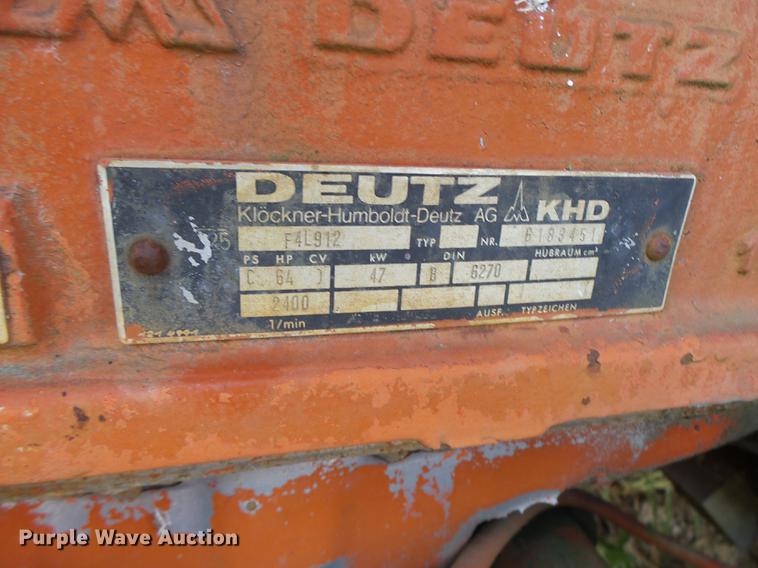 DEUTZ
DEUTZ
Klöckner-Humboldt-Deutz AG KHD
F4L912 TYP NR. 6183451
PS HP CV kW DIN HUBRAUM cm³
( 64 ) 47 B 6270
2400
1/min AUSF. TYPZEICHEN
Purple Wave Auction